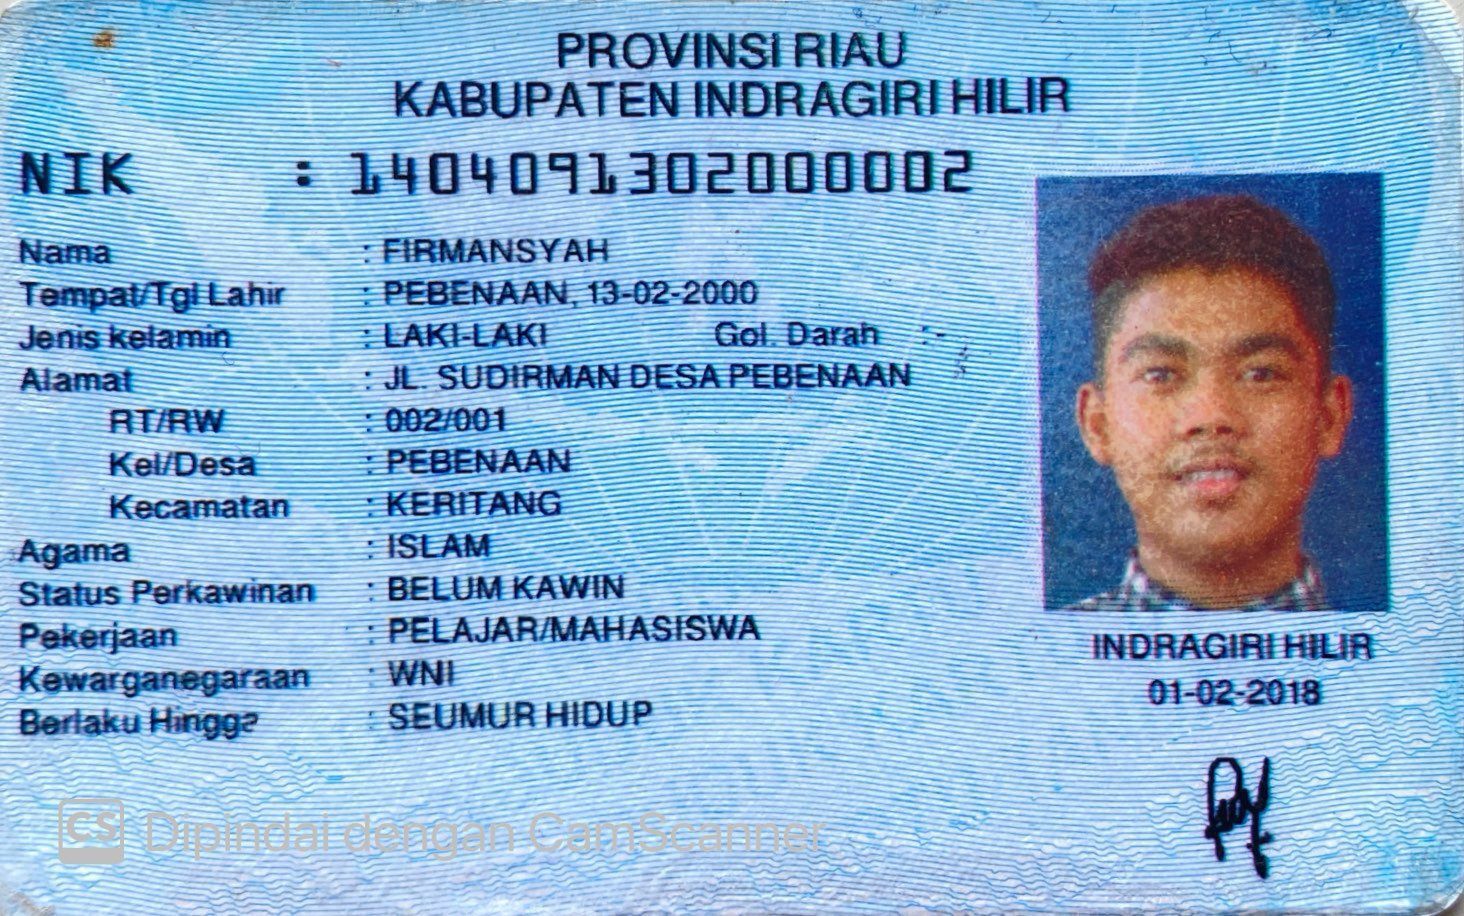 PROVINSI RIAU
KABUPATEN INDRAGIRI HILIR
NIK : 1404091302000002
Nama : FIRMANSYAH
Tempat/Tgl Lahir : PEBENAAN, 13-02-2000
Jenis kelamin : LAKI-LAKI Gol. Darah :-
Alamat : JL. SUDIRMAN DESA PEBENAAN
RT/RW : 002/001
Kel/Desa : PEBENAAN
Kecamatan : KERITANG
Agama : ISLAM
Status Perkawinan : BELUM KAWIN
Pekerjaan : PELAJAR/MAHASISWA
Kewarganegaraan : WNI
Berlaku Hingga : SEUMUR HIDUP
INDRAGIRI HILIR
01-02-2018
CS Dipindai dengan CamScanner